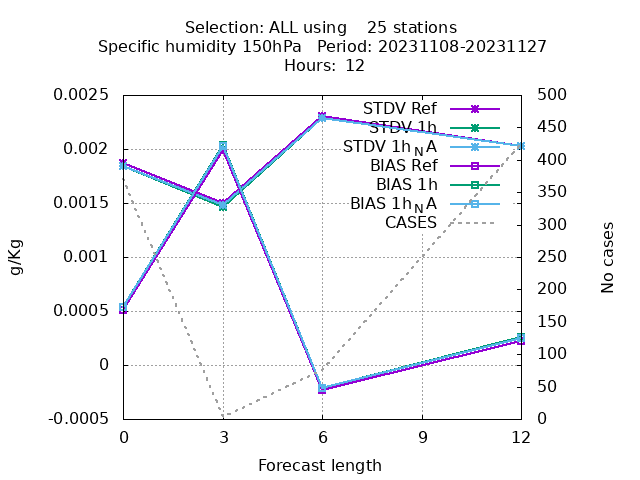 Selection: ALL using    25 stations
Specific humidity 150hPa   Period: 20231108-20231127
Hours: 12
0.0025
0.002
0.0015
0.001
0.0005
0
-0.0005
g/Kg
STDV Ref
STDV 1h
STDV 1h_NA
BIAS Ref
BIAS 1h
BIAS 1h_NA
CASES
500
450
400
350
300
250
200
150
100
50
0
No cases
0 3 6 9 12
Forecast length